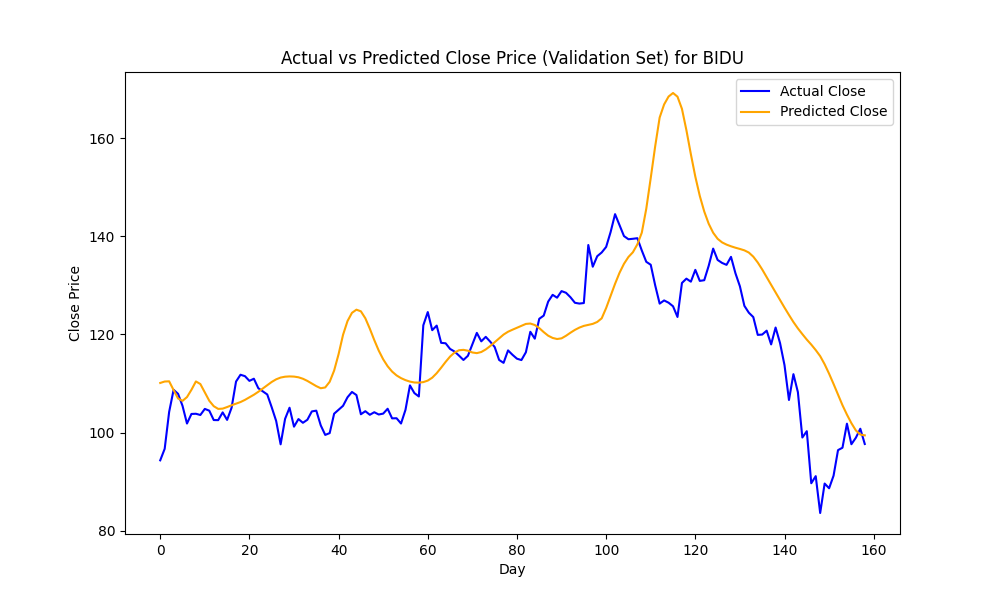 Actual vs Predicted Close Price (Validation Set) for BIDU
Actual Close
Predicted Close
Close Price
160
140
120
100
80
0 20 40 60 80 100 120 140 160
Day